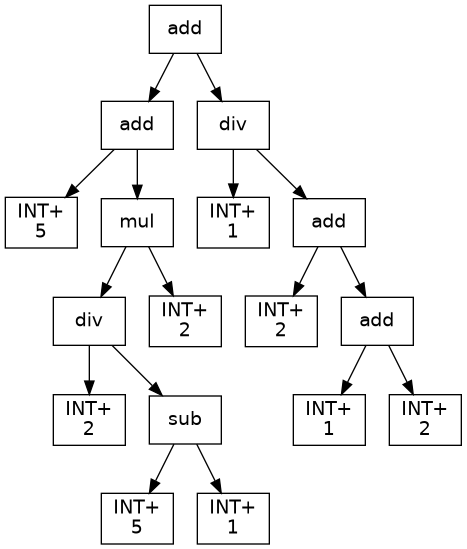 add
add
div
INT+
5
mul
INT+
1
add
div
INT+
2
INT+
2
add
INT+
2
sub
INT+
1
INT+
2
INT+
5
INT+
1